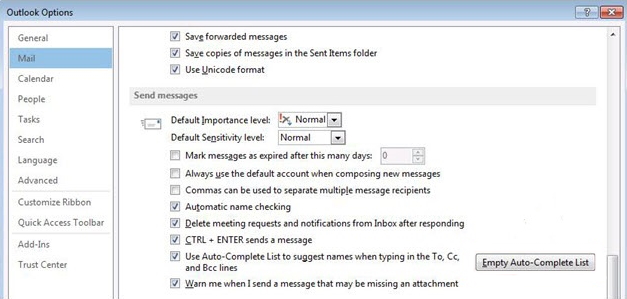 Outlook Options
General
Mail
Calendar
People
Tasks
Search
Language
Advanced
Customize Ribbon
Quick Access Toolbar
Add-Ins
Trust Center
Save forwarded messages
Save copies of messages in the Sent Items folder
Use Unicode format
Send messages
Default Importance level: Normal
Default Sensitivity level: Normal
Mark messages as expired after this many days: 0
Always use the default account when composing new messages
Commas can be used to separate multiple message recipients
Automatic name checking
Delete meeting requests and notifications from Inbox after responding
CTRL + ENTER sends a message
Use Auto-Complete List to suggest names when typing in the To, Cc,
and Bcc lines
Empty Auto-Complete List
Warn me when I send a message that may be missing an attachment